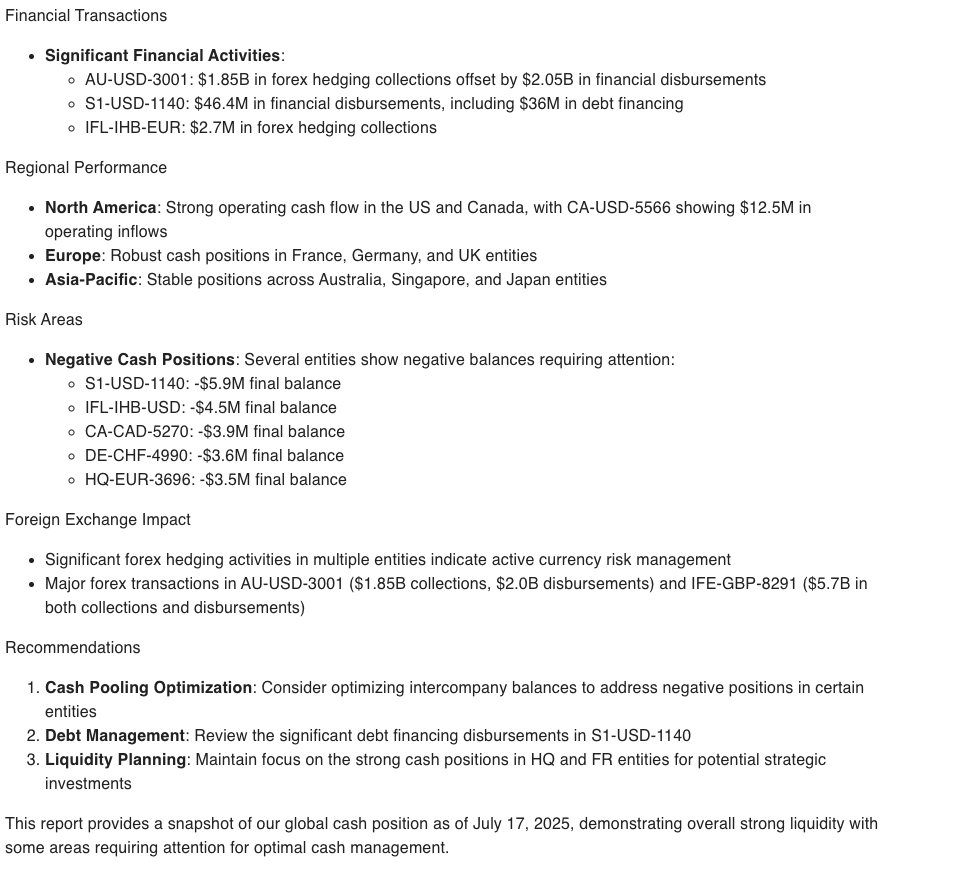 Financial Transactions
• Significant Financial Activities:
◦ AU-USD-3001: $1.85B in forex hedging collections offset by $2.05B in financial disbursements
◦ S1-USD-1140: $46.4M in financial disbursements, including $36M in debt financing
◦ IFL-IHB-EUR: $2.7M in forex hedging collections
Regional Performance
• North America: Strong operating cash flow in the US and Canada, with CA-USD-5566 showing $12.5M in
operating inflows
• Europe: Robust cash positions in France, Germany, and UK entities
• Asia-Pacific: Stable positions across Australia, Singapore, and Japan entities
Risk Areas
• Negative Cash Positions: Several entities show negative balances requiring attention:
◦ S1-USD-1140: -$5.9M final balance
◦ IFL-IHB-USD: -$4.5M final balance
◦ CA-CAD-5270: -$3.9M final balance
◦ DE-CHF-4990: -$3.6M final balance
◦ HQ-EUR-3696: -$3.5M final balance
Foreign Exchange Impact
• Significant forex hedging activities in multiple entities indicate active currency risk management
• Major forex transactions in AU-USD-3001 ($1.85B collections, $2.0B disbursements) and IFE-GBP-8291 ($5.7B in
both collections and disbursements)
Recommendations
1. Cash Pooling Optimization: Consider optimizing intercompany balances to address negative positions in certain
entities
2. Debt Management: Review the significant debt financing disbursements in S1-USD-1140
3. Liquidity Planning: Maintain focus on the strong cash positions in HQ and FR entities for potential strategic
investments
This report provides a snapshot of our global cash position as of July 17, 2025, demonstrating overall strong liquidity with
some areas requiring attention for optimal cash management.